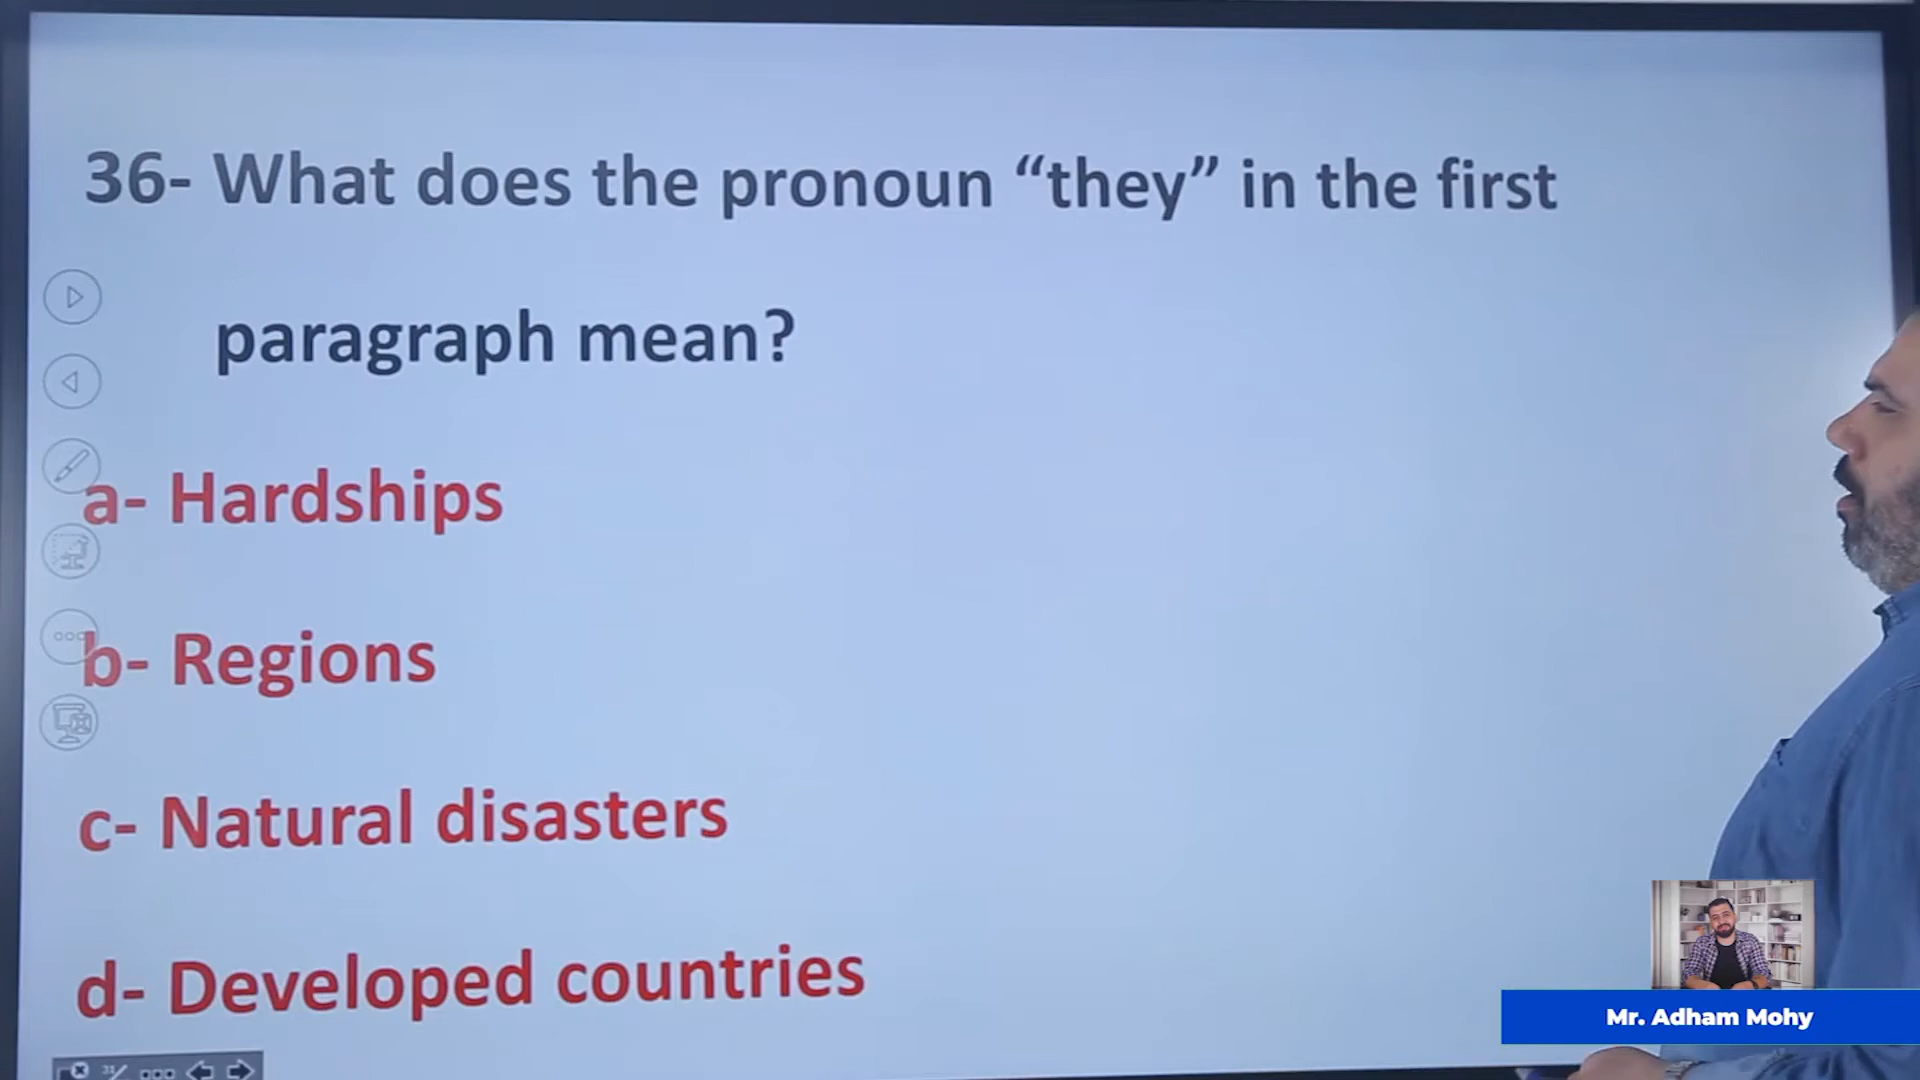 36- What does the pronoun “they” in the first
paragraph mean?
a- Hardships
b- Regions
c- Natural disasters
d- Developed countries
31/
Mr. Adham Mohy